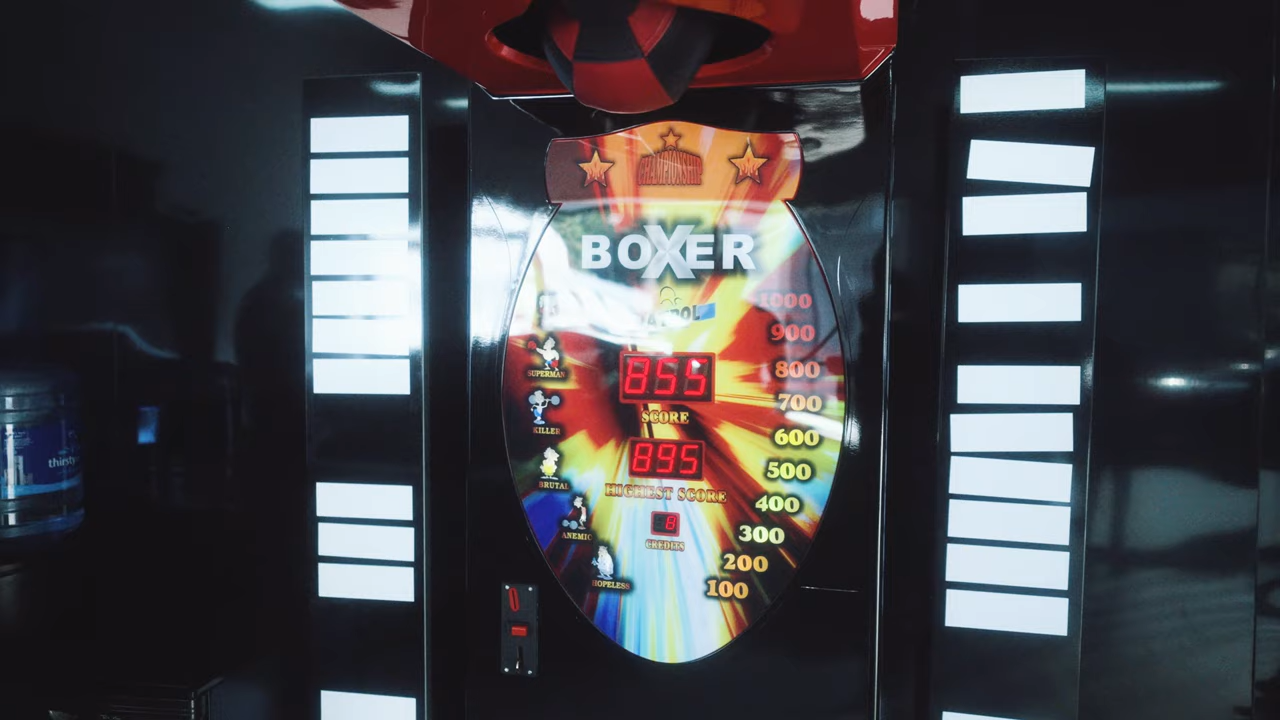 CHAMPIONSHIP
BOXER
1000
900
SUPERMAN
855
800
700
KILLER
SCORE
600
895
500
BRUTAL
HIGHEST SCORE
400
ANEMIC
8
300
CREDITS
200
HOPELESS
100
thirsty